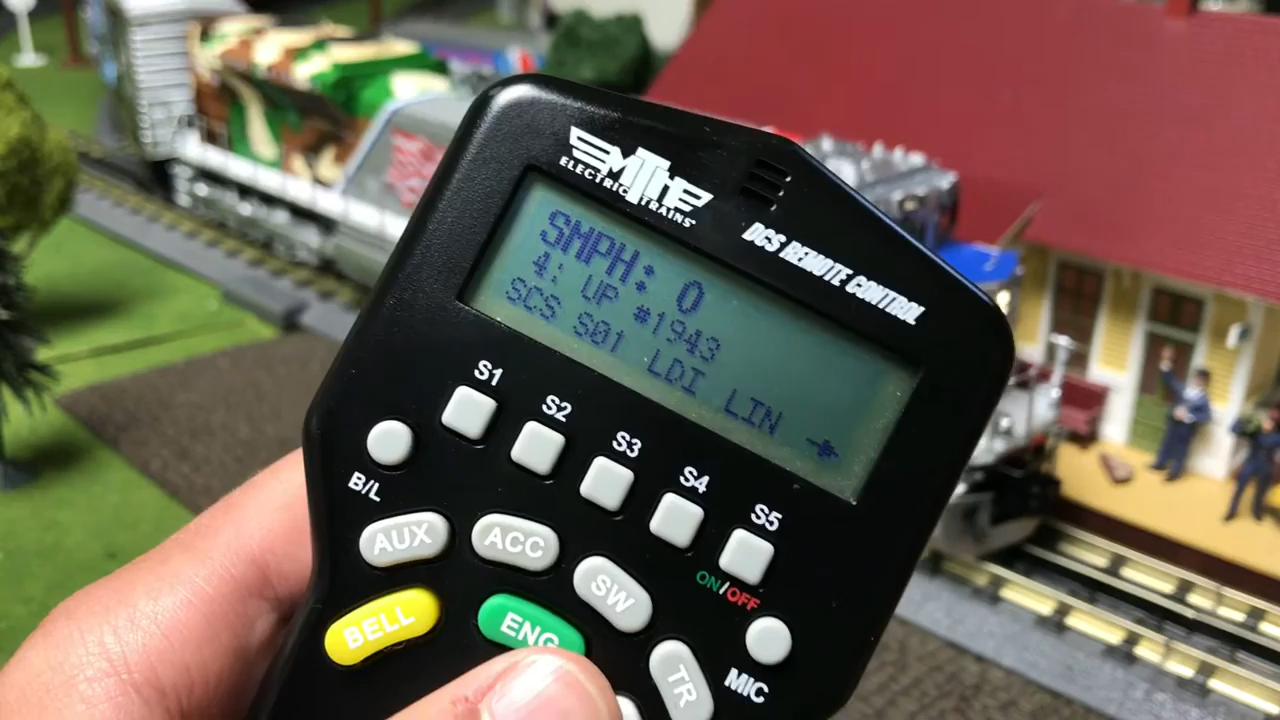 MTH
ELECTRIC TRAINS
DCS REMOTE CONTROL
SMPH: 0
4: UP #1943
SCS S01 LDI LIN
S1 S2 S3 S4 S5
B/L
ON/OFF
AUX ACC SW
BELL ENG TR MIC